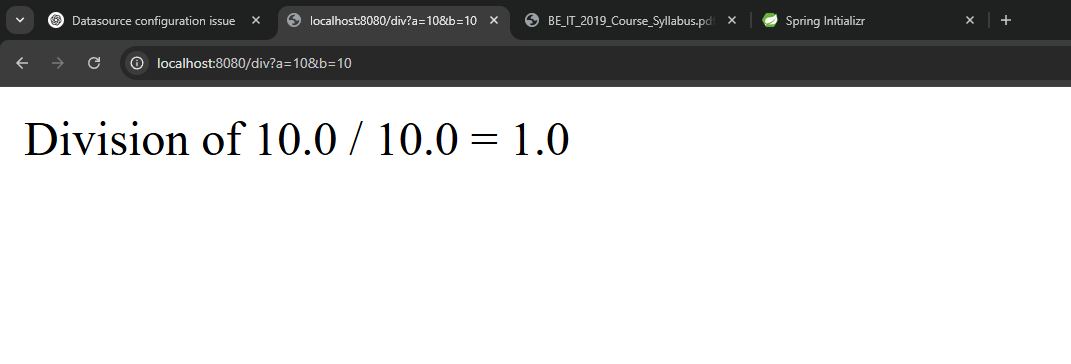 Datasource configuration issue
localhost:8080/div?a=10&b=10
BE_IT_2019_Course_Syllabus.pdf
Spring Initializr
localhost:8080/div?a=10&b=10
Division of 10.0 / 10.0 = 1.0